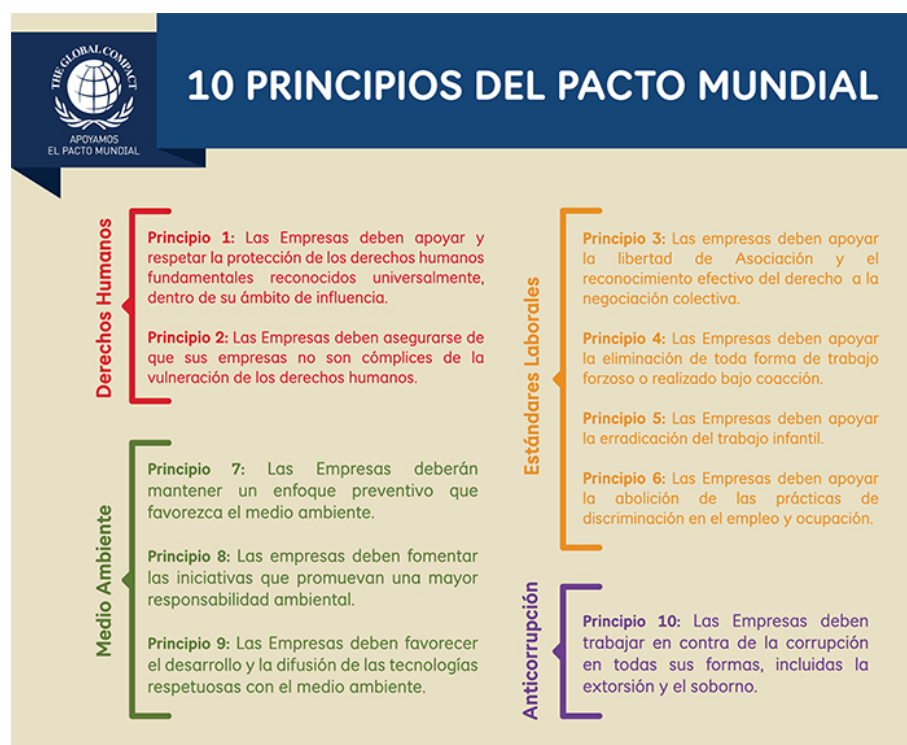 THE GLOBAL COMPACT
APOYAMOS
EL PACTO MUNDIAL
10 PRINCIPIOS DEL PACTO MUNDIAL
Derechos Humanos
Principio 1: Las Empresas deben apoyar y
respetar la protección de los derechos humanos
fundamentales reconocidos universalmente,
dentro de su ámbito de influencia.
Principio 2: Las Empresas deben asegurarse de
que sus empresas no son cómplices de la
vulneración de los derechos humanos.
Estándares Laborales
Principio 3: Las empresas deben apoyar
la libertad de Asociación y el
reconocimiento efectivo del derecho a la
negociación colectiva.
Principio 4: Las Empresas deben apoyar
la eliminación de toda forma de trabajo
forzoso o realizado bajo coacción.
Principio 5: Las Empresas deben apoyar
la erradicación del trabajo infantil.
Principio 6: Las Empresas deben apoyar
la abolición de las prácticas de
discriminación en el empleo y ocupación.
Medio Ambiente
Principio 7: Las Empresas deberán
mantener un enfoque preventivo que
favorezca el medio ambiente.
Principio 8: Las empresas deben fomentar
las iniciativas que promuevan una mayor
responsabilidad ambiental.
Principio 9: Las Empresas deben favorecer
el desarrollo y la difusión de las tecnologías
respetuosas con el medio ambiente.
Anticorrupción
Principio 10: Las Empresas deben
trabajar en contra de la corrupción
en todas sus formas, incluidas la
extorsión y el soborno.